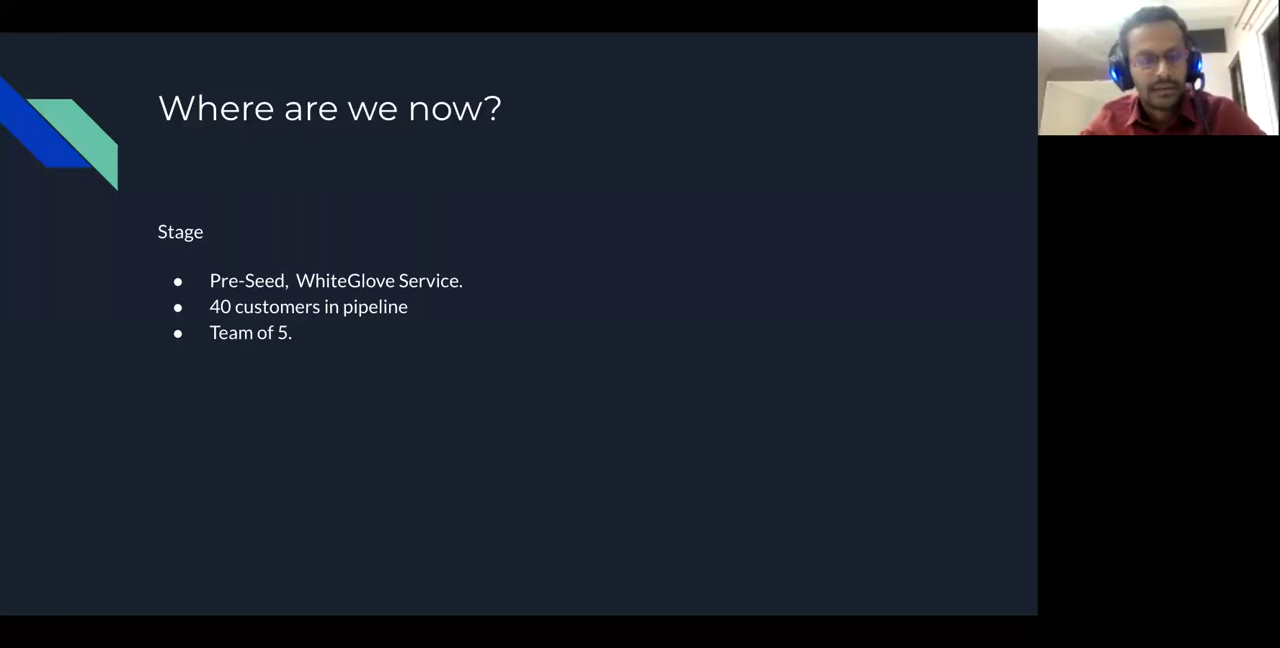 Where are we now?
Stage
● Pre-Seed, WhiteGlove Service.
● 40 customers in pipeline
● Team of 5.